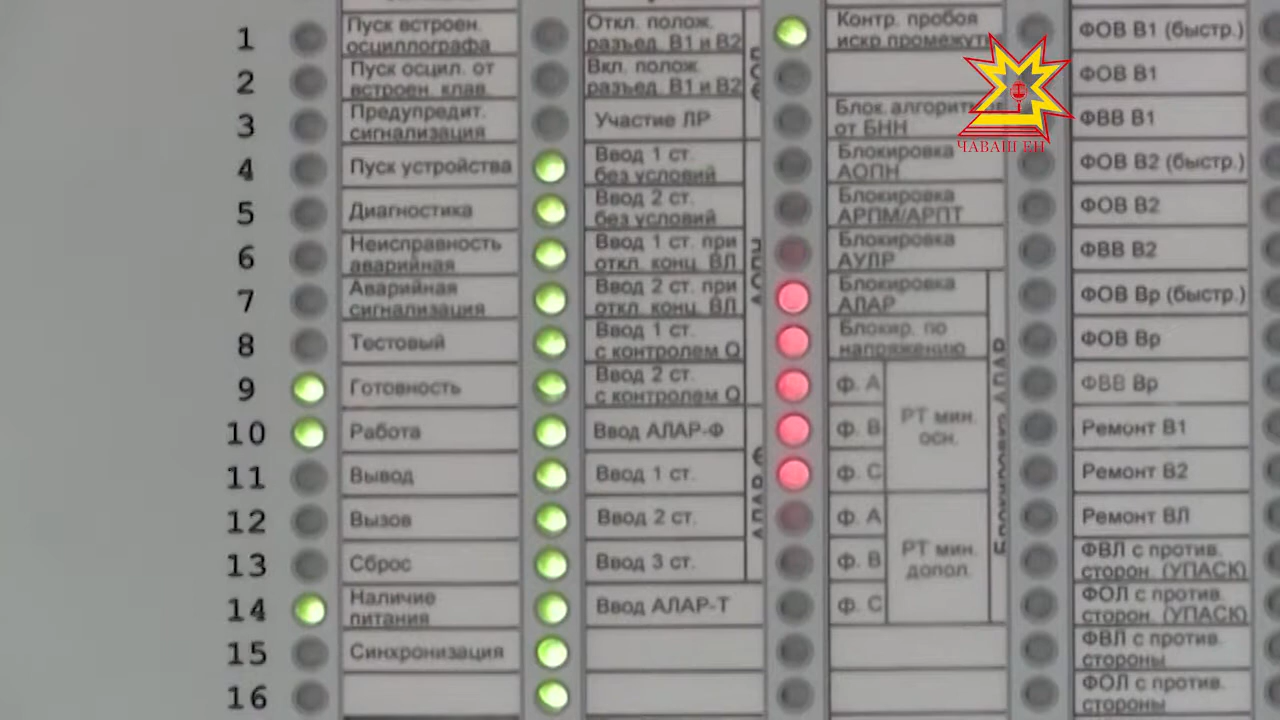 1
Пуск встроен.
осциллографа
Откл. полож.
разъед. В1 и В2
Контр. пробоя
искр промежут
ФОВ В1 (быстр.)
2
Пуск осцил. от
встроен. клав.
Вкл. полож.
разъед. В1 и В2
ФОВ В1
3
Предупредит.
сигнализация
Участие ЛР
Блок. алгоритмов
от БНН
ФВВ В1
ЧАВАШ ЕН
4
Пуск устройства
Ввод 1 ст.
без условий
Блокировка
АОПН
ФОВ В2 (быстр.)
5
Диагностика
Ввод 2 ст.
без условий
Блокировка
АРПМ/АРПТ
ФОВ В2
6
Неисправность
аварийная
Ввод 1 ст. при
откл. конц. ВЛ
Блокировка
АУЛР
ФВВ В2
7
Аварийная
сигнализация
Ввод 2 ст. при
откл. конц. ВЛ
Блокировка
АЛАР
ФОВ Вр (быстр.)
8
Тестовый
Ввод 1 ст.
с контролем Q
Блокир. по
напряжению
ФОВ Вр
9
Готовность
Ввод 2 ст.
с контролем Q
ф. А
РТ мин.
осн.
ФВВ Вр
10
Работа
Ввод АЛАР-Ф
ф. В
Ремонт В1
11
Вывод
Ввод 1 ст.
ф. С
Ремонт В2
12
Вызов
Ввод 2 ст.
ф. А
РТ мин.
допол.
Ремонт ВЛ
13
Сброс
Ввод 3 ст.
ф. В
ФВЛ с против.
сторон. (УПАСК)
14
Наличие
питания
Ввод АЛАР-Т
ф. С
ФОЛ с против.
сторон. (УПАСК)
Блокировка АЛАР
15
Синхронизация
ФВЛ с против.
стороны
16
ФОЛ с против.
стороны